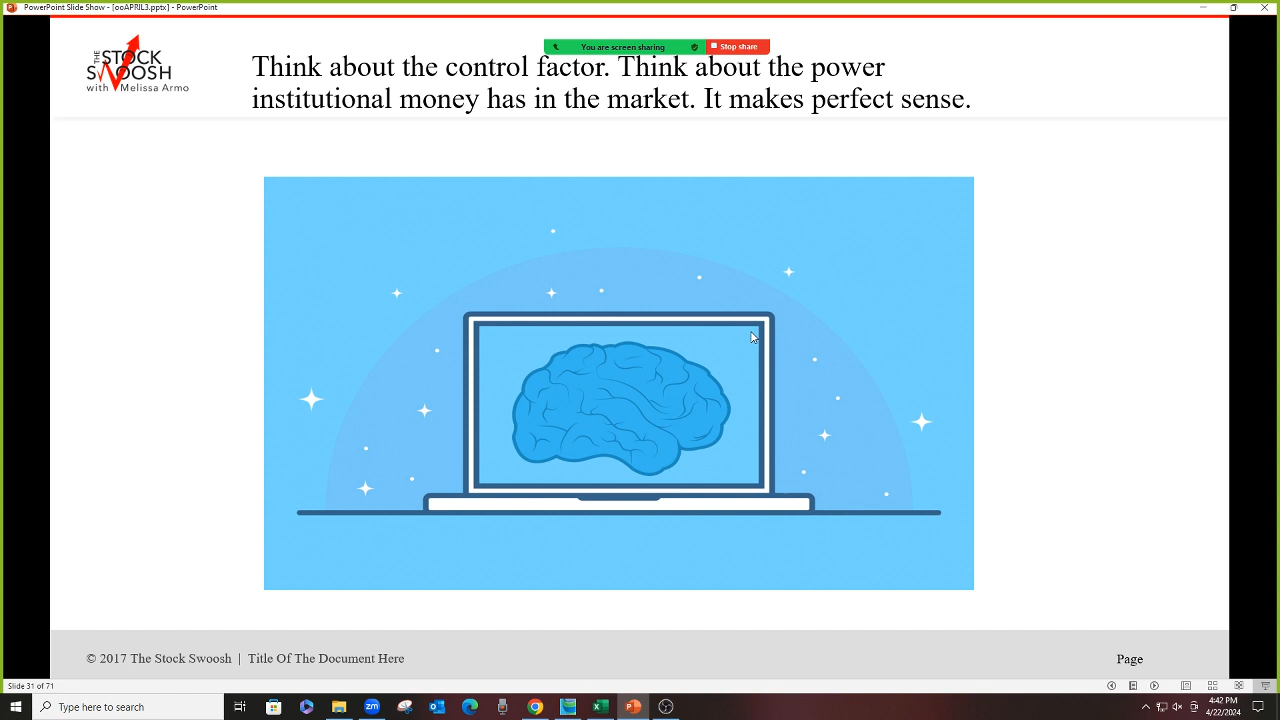 PowerPoint Slide Show - [ooAPRIL3.pptx] - PowerPoint
You are screen sharing
Stop share
THE STOCK
SWOOSH
with Melissa Armo
Think about the control factor. Think about the power
institutional money has in the market. It makes perfect sense.
© 2017 The Stock Swoosh | Title Of The Document Here
Page
Slide 31 of 71
Type here to search
4:42 PM
4/22/2024